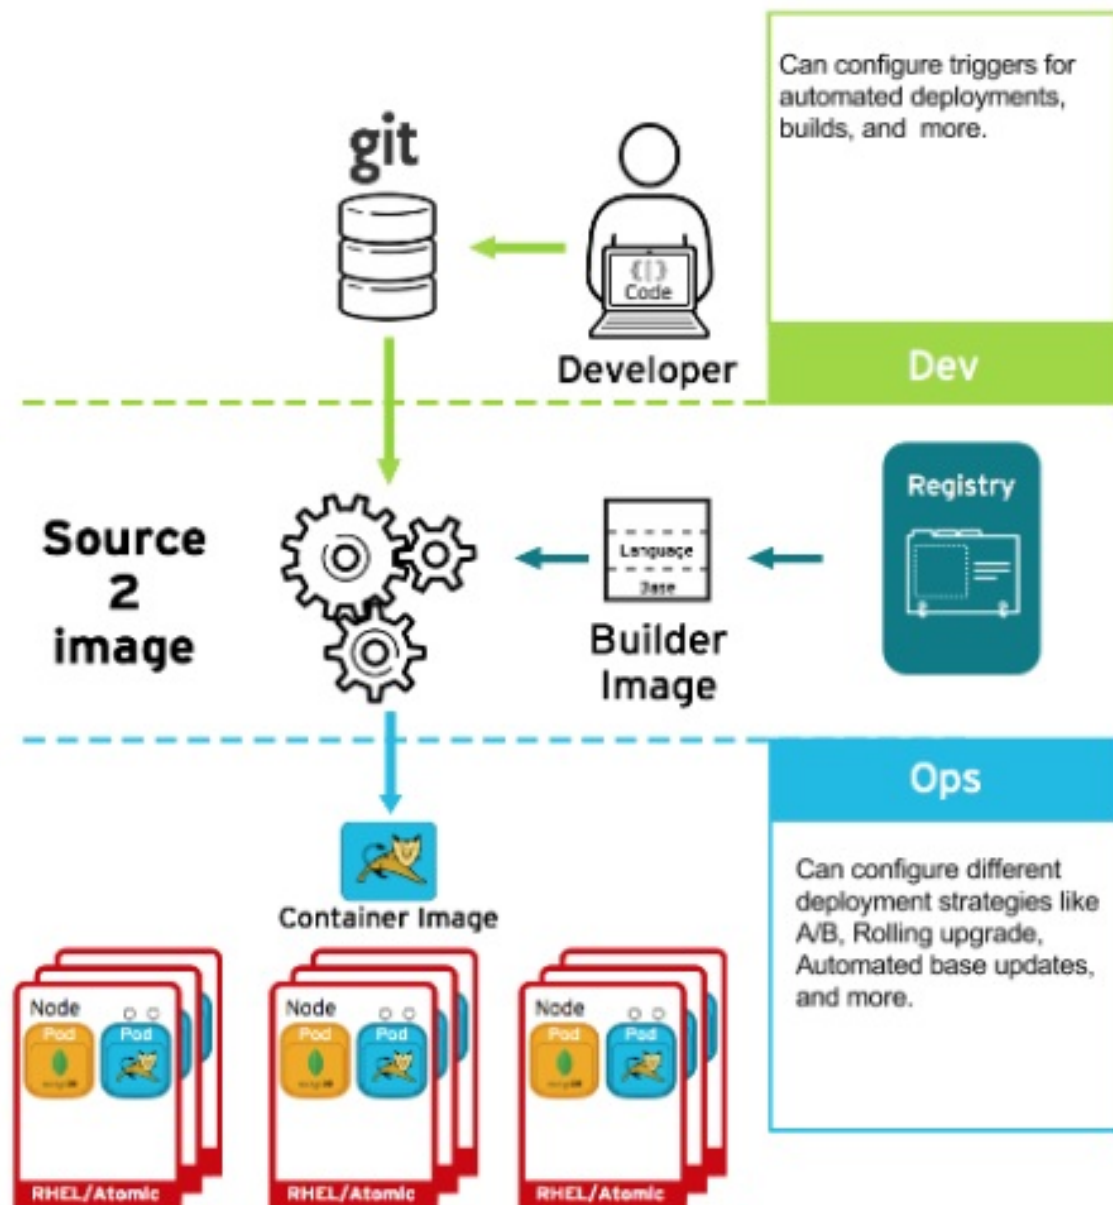 Can configure triggers for
automated deployments,
builds, and more.
git
{[}
Code
Developer
Dev
Registry
Source
2
image
Language
Base
Builder
Image
Ops
Container Image
Can configure different
deployment strategies like
A/B, Rolling upgrade,
Automated base updates,
and more.
Node
Pod
Pod
RHEL/Atomic
Node
Pod
Pod
RHEL/Atomic
Node
Pod
Pod
RHEL/Atomic